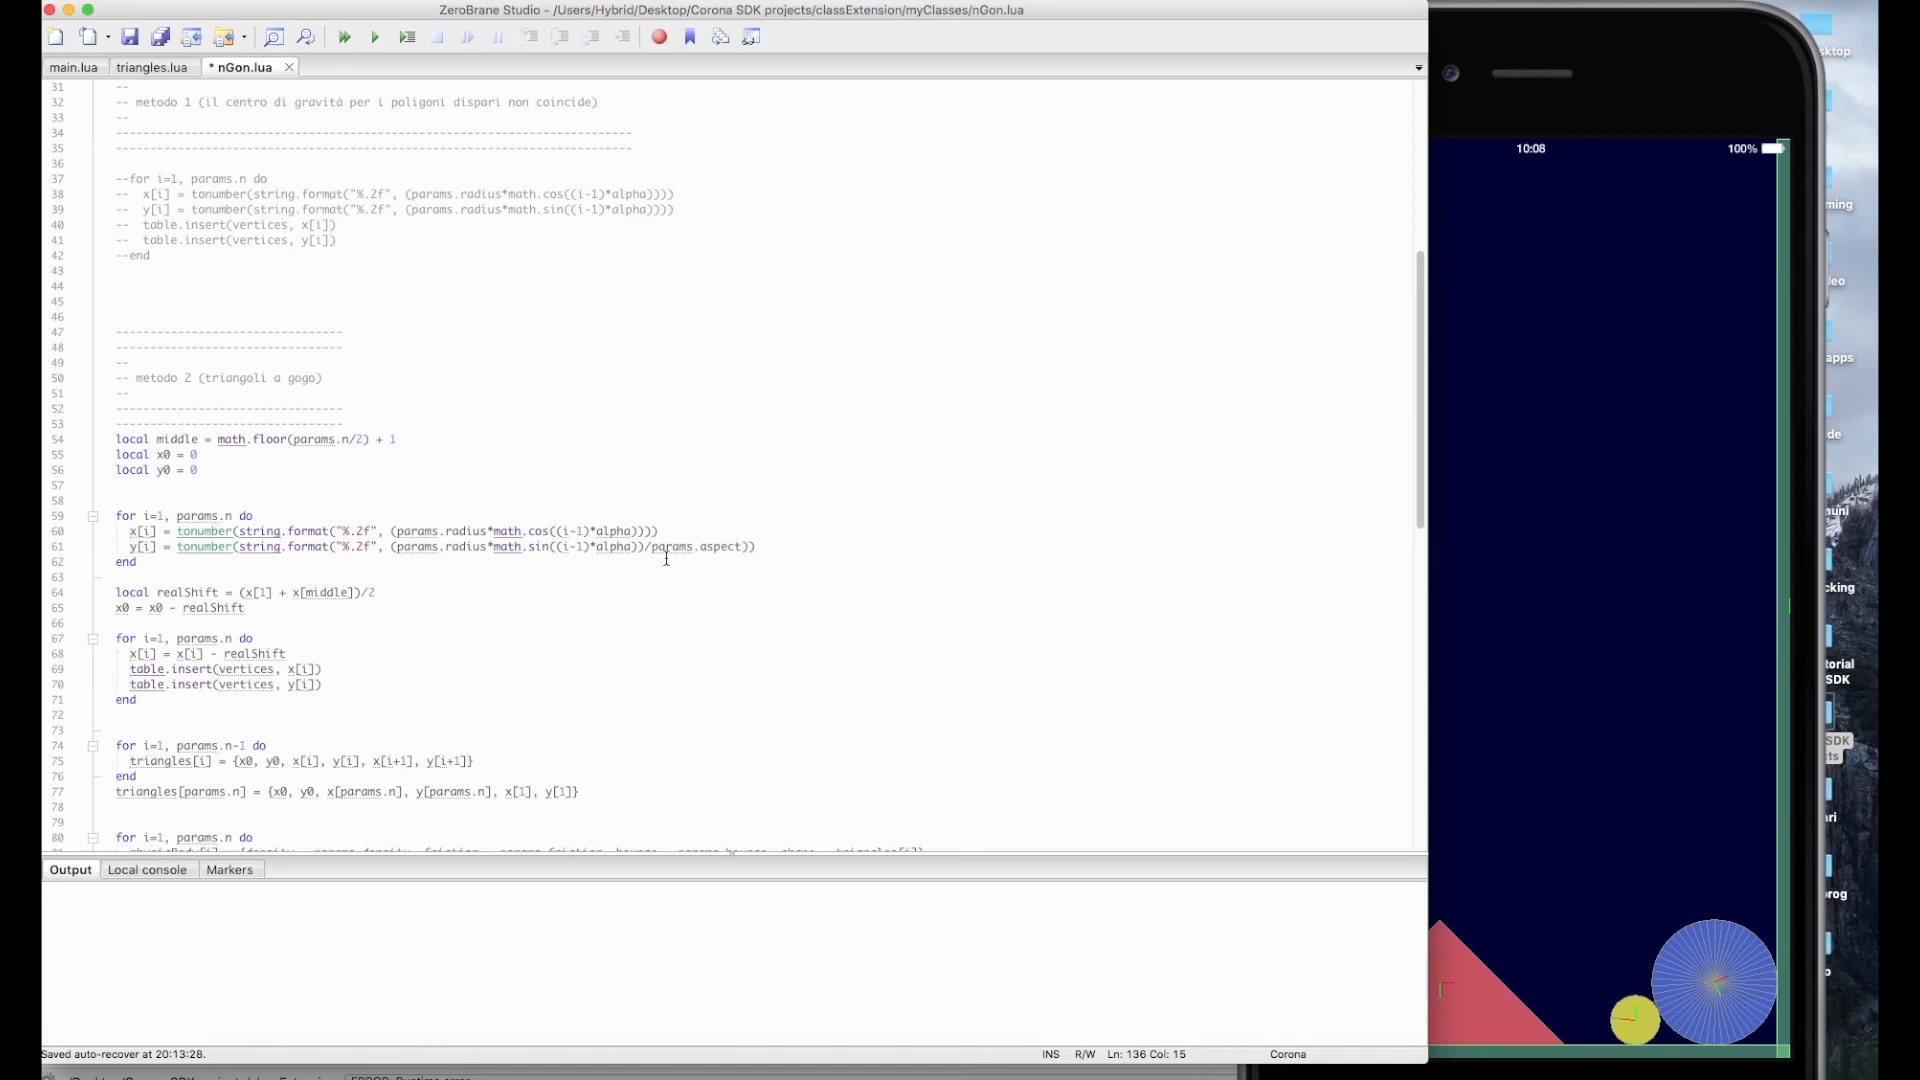 ZeroBrane Studio - /Users/Hybrid/Desktop/Corona SDK projects/classExtension/myClasses/nGon.lua
main.lua
triangles.lua
* nGon.lua
31 --
32 -- metodo 1 (il centro di gravità per i poligoni dispari non coincide)
33 --
34 ---------------------------------------------------------------------------
35 ---------------------------------------------------------------------------
36
37 --for i=1, params.n do
38 --  x[i] = tonumber(string.format("%.2f", (params.radius*math.cos((i-1)*alpha))))
39 --  y[i] = tonumber(string.format("%.2f", (params.radius*math.sin((i-1)*alpha))))
40 --  table.insert(vertices, x[i])
41 --  table.insert(vertices, y[i])
42 --end
43
44
45
46
47 ---------------------------------
48 ---------------------------------
49 --
50 -- metodo 2 (triangoli a gogo)
51 --
52 ---------------------------------
53 ---------------------------------
54 local middle = math.floor(params.n/2) + 1
55 local x0 = 0
56 local y0 = 0
57
58
59 for i=1, params.n do
60   x[i] = tonumber(string.format("%.2f", (params.radius*math.cos((i-1)*alpha))))
61   y[i] = tonumber(string.format("%.2f", (params.radius*math.sin((i-1)*alpha))/params.aspect))
62 end
63
64 local realShift = (x[1] + x[middle])/2
65 x0 = x0 - realShift
66
67 for i=1, params.n do
68   x[i] = x[i] - realShift
69   table.insert(vertices, x[i])
70   table.insert(vertices, y[i])
71 end
72
73
74 for i=1, params.n-1 do
75   triangles[i] = {x0, y0, x[i], y[i], x[i+1], y[i+1]}
76 end
77 triangles[params.n] = {x0, y0, x[params.n], y[params.n], x[1], y[1]}
78
79
80 for i=1, params.n do
Output
Local console
Markers
Saved auto-recover at 20:13:28.
INS
R/W
Ln: 136 Col: 15
Corona
10:08
100%
SDK